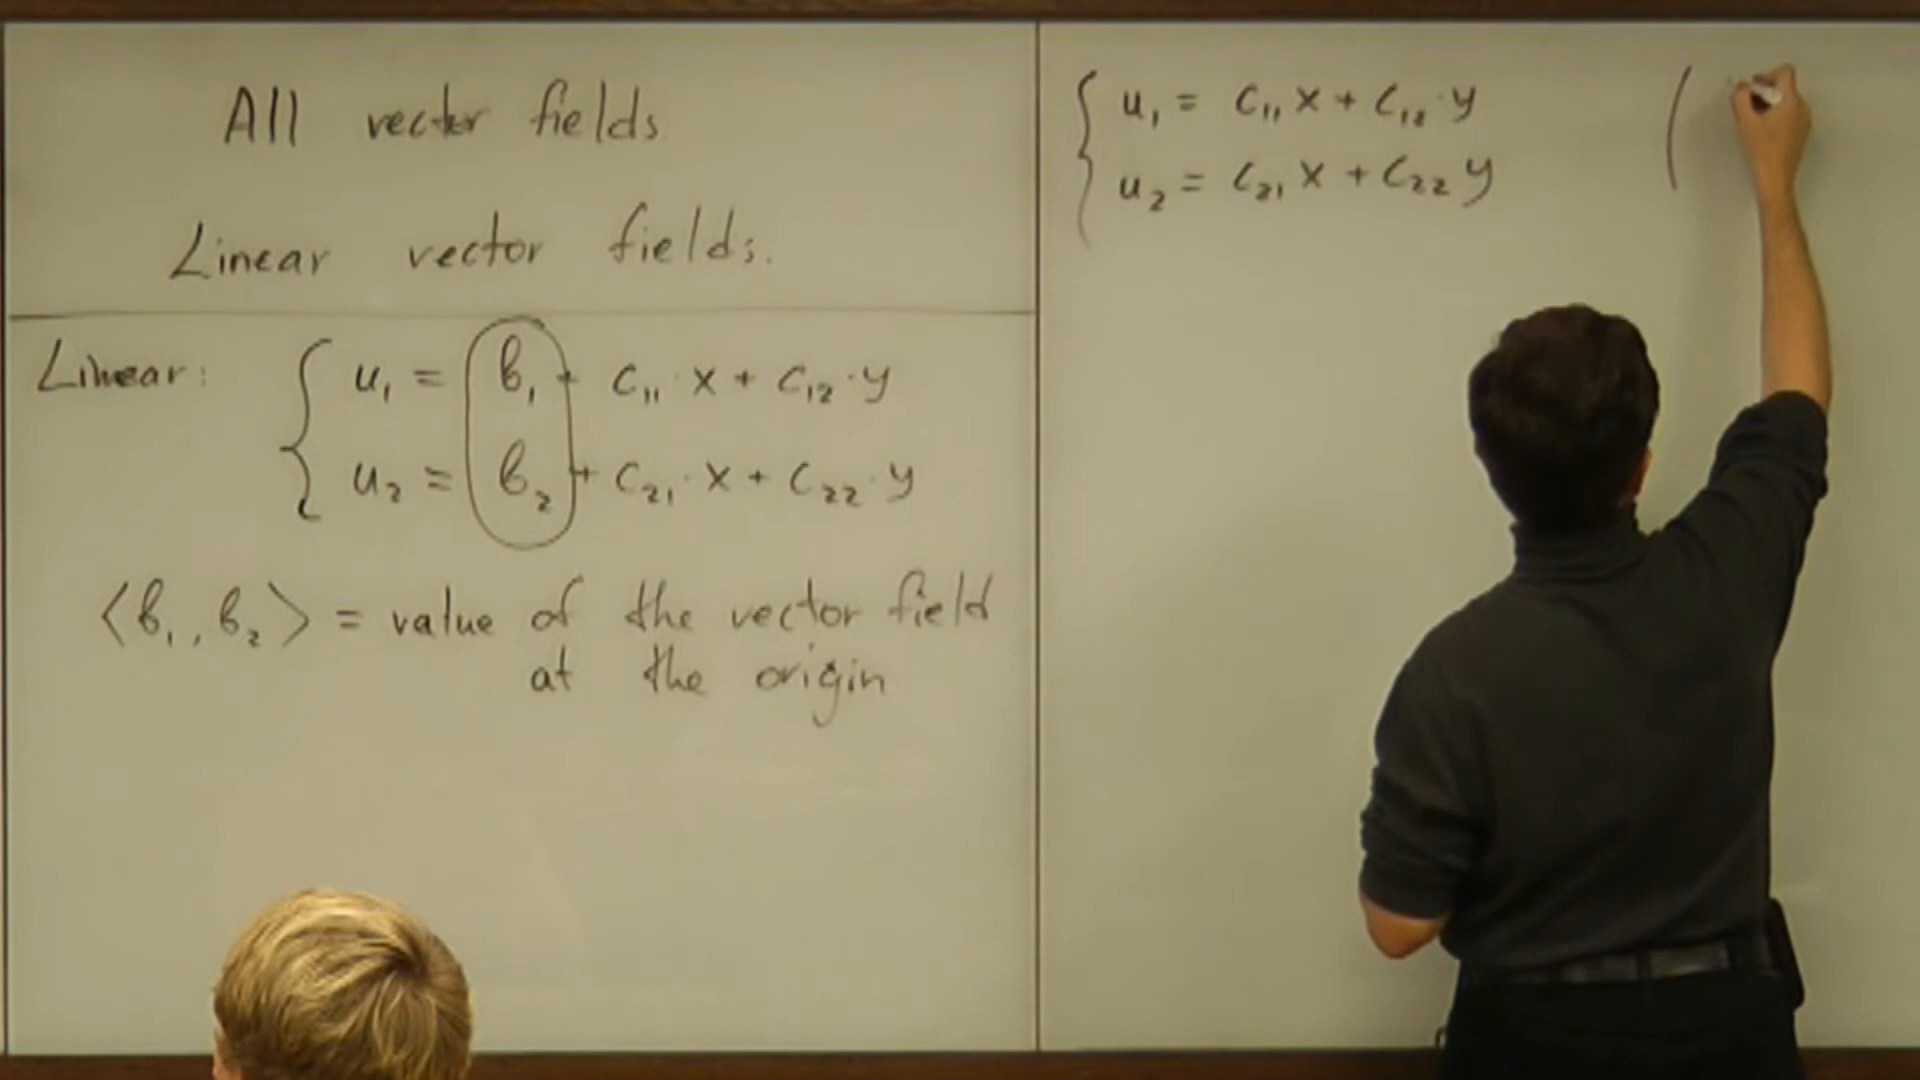 All vector fields
Linear vector fields.
Linear: { u₁ = b₁ + c₁₁ · x + c₁₂ · y
u₂ = b₂ + c₂₁ · x + c₂₂ · y
⟨b₁, b₂⟩ = value of the vector field
at the origin
{ u₁ = c₁₁ x + c₁₂ · y (
u₂ = c₂₁ x + c₂₂ y